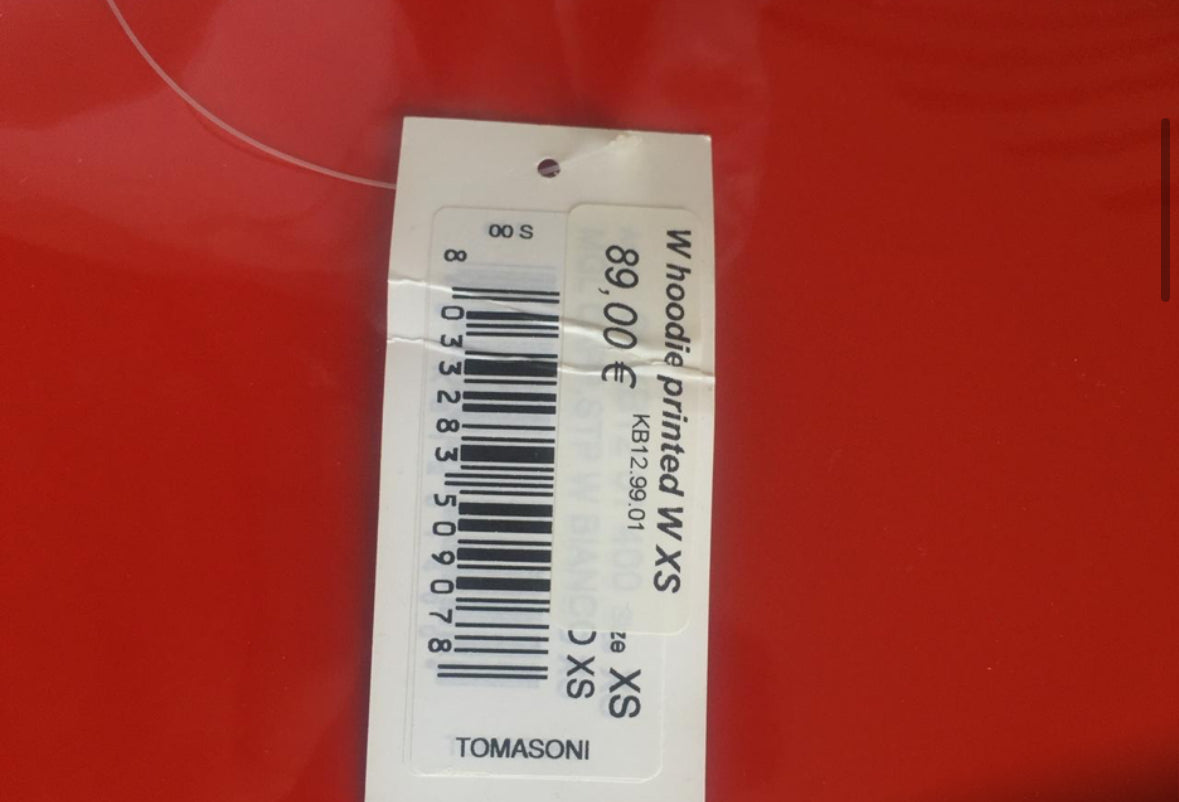 W hoodie printed W XS
KB12.99.01
89,00 €
XS
XS
00 S
8 033283 509078
TOMASONI